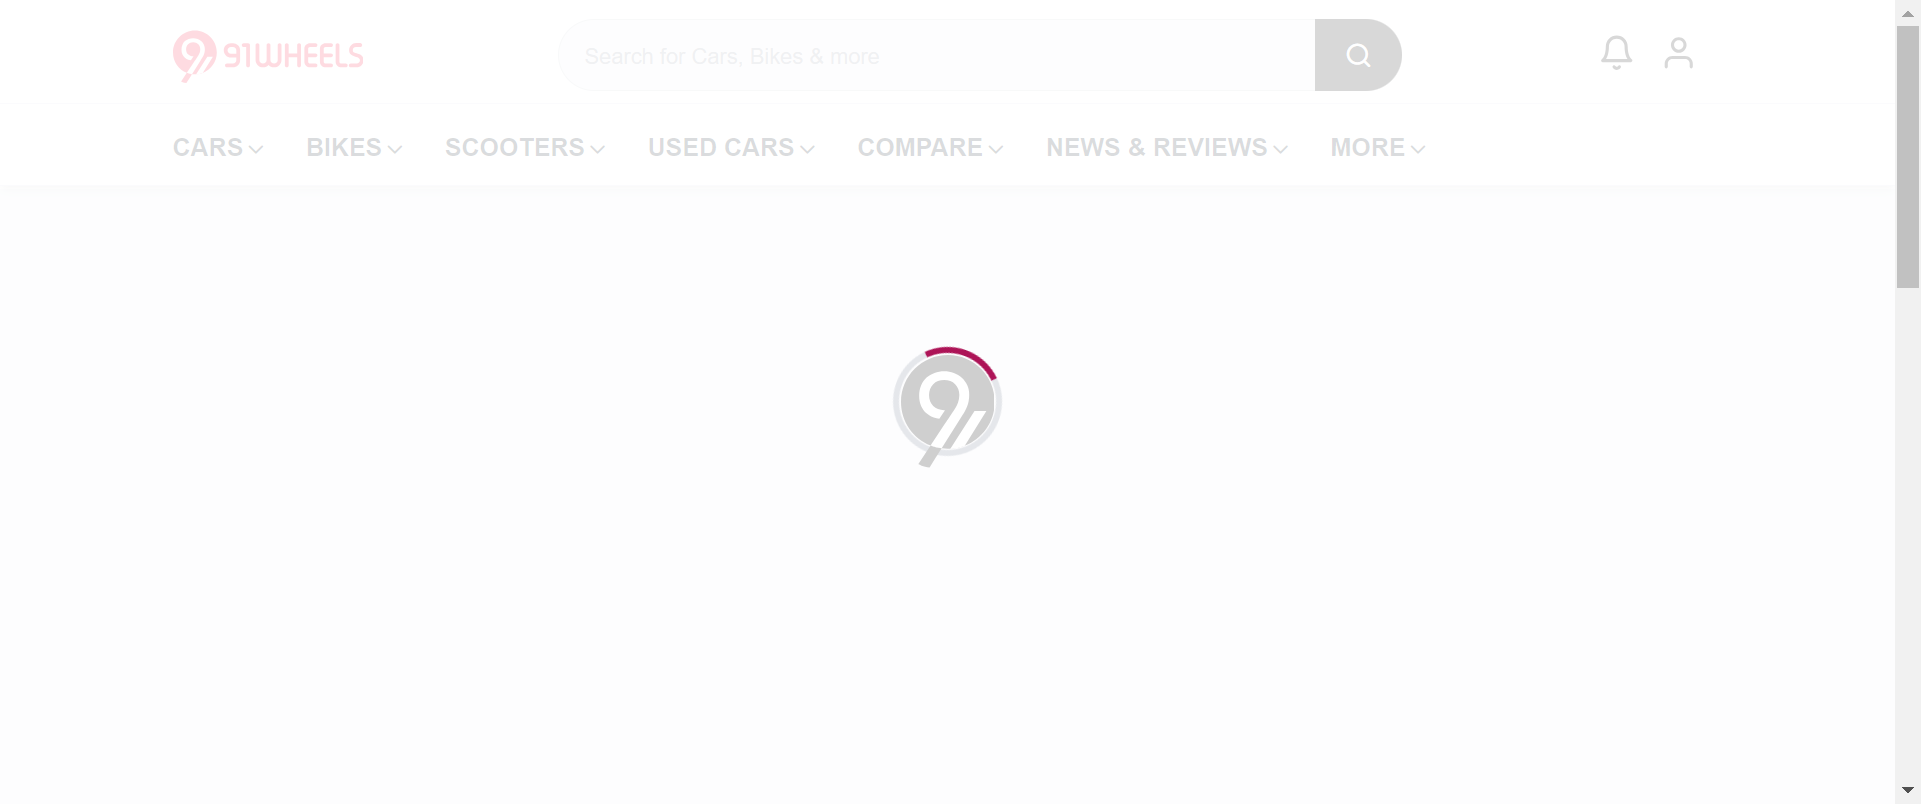 91WHEELS
Search for Cars, Bikes & more
CARS BIKES SCOOTERS USED CARS COMPARE NEWS & REVIEWS MORE